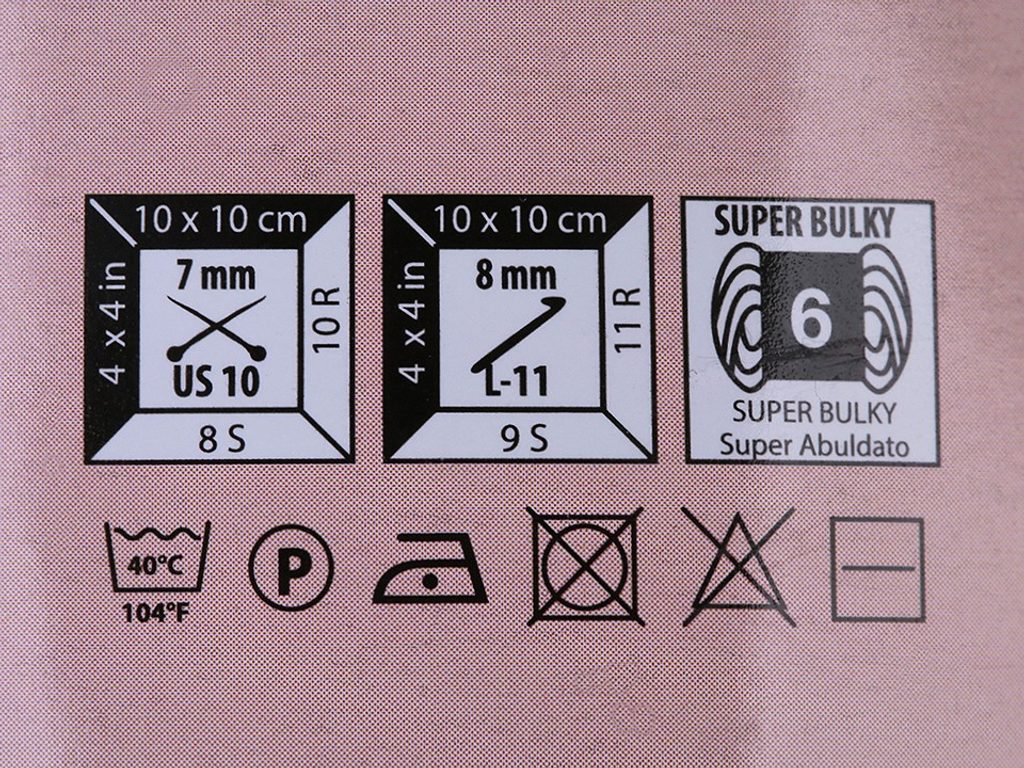 10 x 10 cm
4 x 4 in
7 mm
US 10
10 R
8 S
10 x 10 cm
4 x 4 in
8 mm
L-11
11 R
9 S
SUPER BULKY
6
SUPER BULKY
Super Abuldato
40°C
104°F
P